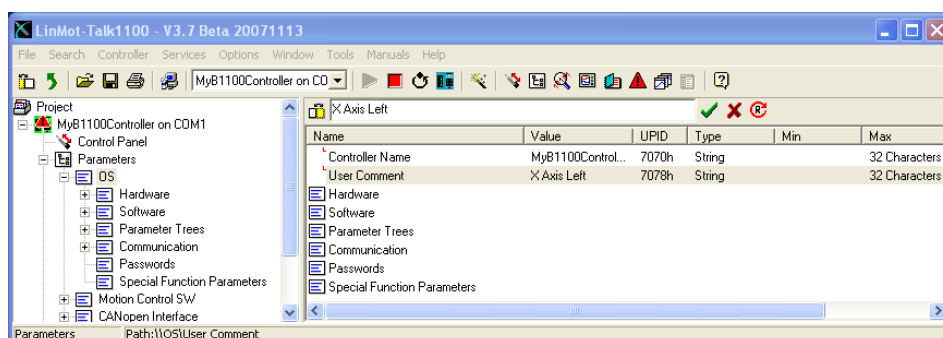 LinMot-Talk1100 - V3.7 Beta 20071113
File Search Controller Services Options Window Tools Manuals Help
MyB1100Controller on CO
Project
MyB1100Controller on COM1
Control Panel
Parameters
OS
Hardware
Software
Parameter Trees
Communication
Passwords
Special Function Parameters
Motion Control SW
CANopen Interface
X Axis Left
Name Value UPID Type Min Max
Controller Name MyB1100Control... 7070h String 32 Characters
User Comment X Axis Left 7078h String 32 Characters
Hardware
Software
Parameter Trees
Communication
Passwords
Special Function Parameters
Parameters Path:\\OS\User Comment